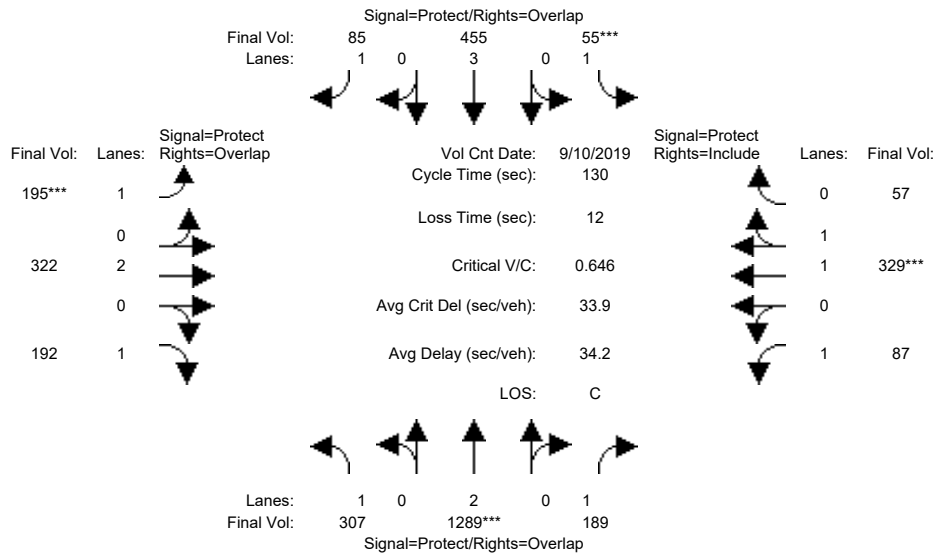 Signal=Protect/Rights=Overlap
Final Vol: 85 455 55***
Lanes: 1 0 3 0 1
Signal=Protect
Final Vol: Lanes: Rights=Overlap
Vol Cnt Date: 9/10/2019
Signal=Protect
Rights=Include Lanes: Final Vol:
Cycle Time (sec): 130
195*** 1
0 57
Loss Time (sec): 12
0
1
322 2
Critical V/C: 0.646
1 329***
0
Avg Crit Del (sec/veh): 33.9
0
192 1
Avg Delay (sec/veh): 34.2
1 87
LOS: C
Lanes: 1 0 2 0 1
Final Vol: 307 1289*** 189
Signal=Protect/Rights=Overlap